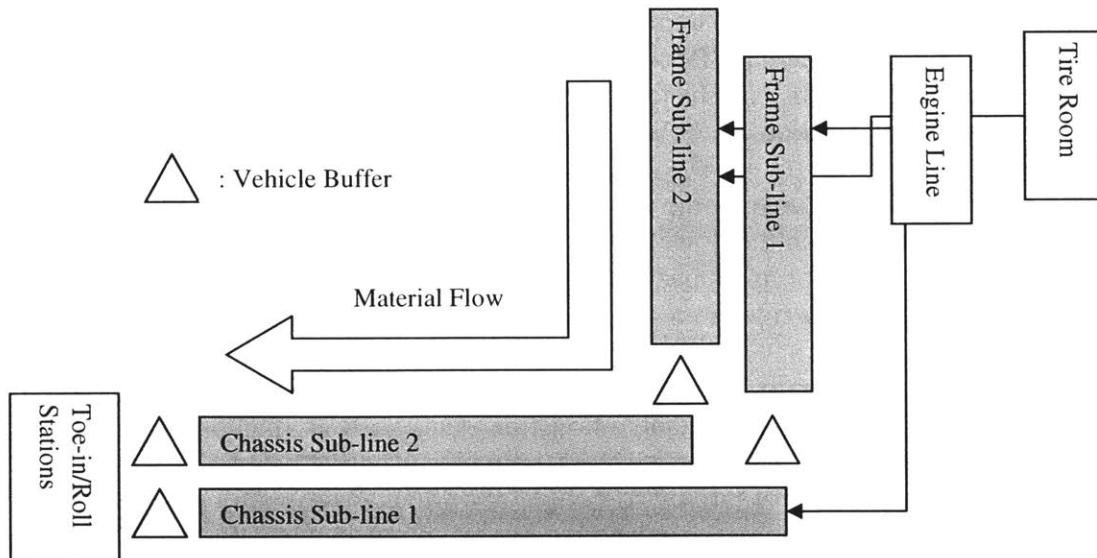 Frame Sub-line 2
Frame Sub-line 1
Engine Line
Tire Room
: Vehicle Buffer
Material Flow
Toe-in/Roll
Stations
Chassis Sub-line 2
Chassis Sub-line 1